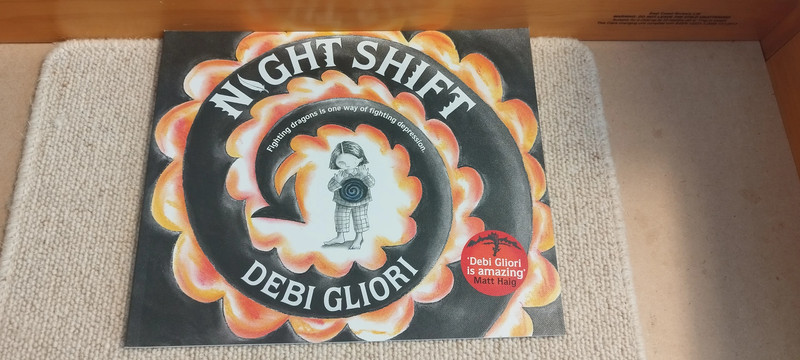 NIGHT SHIFT
Fighting dragons is one way of fighting depression.
DEBI GLIORI
'Debi Gliori
is amazing'
Matt Haig